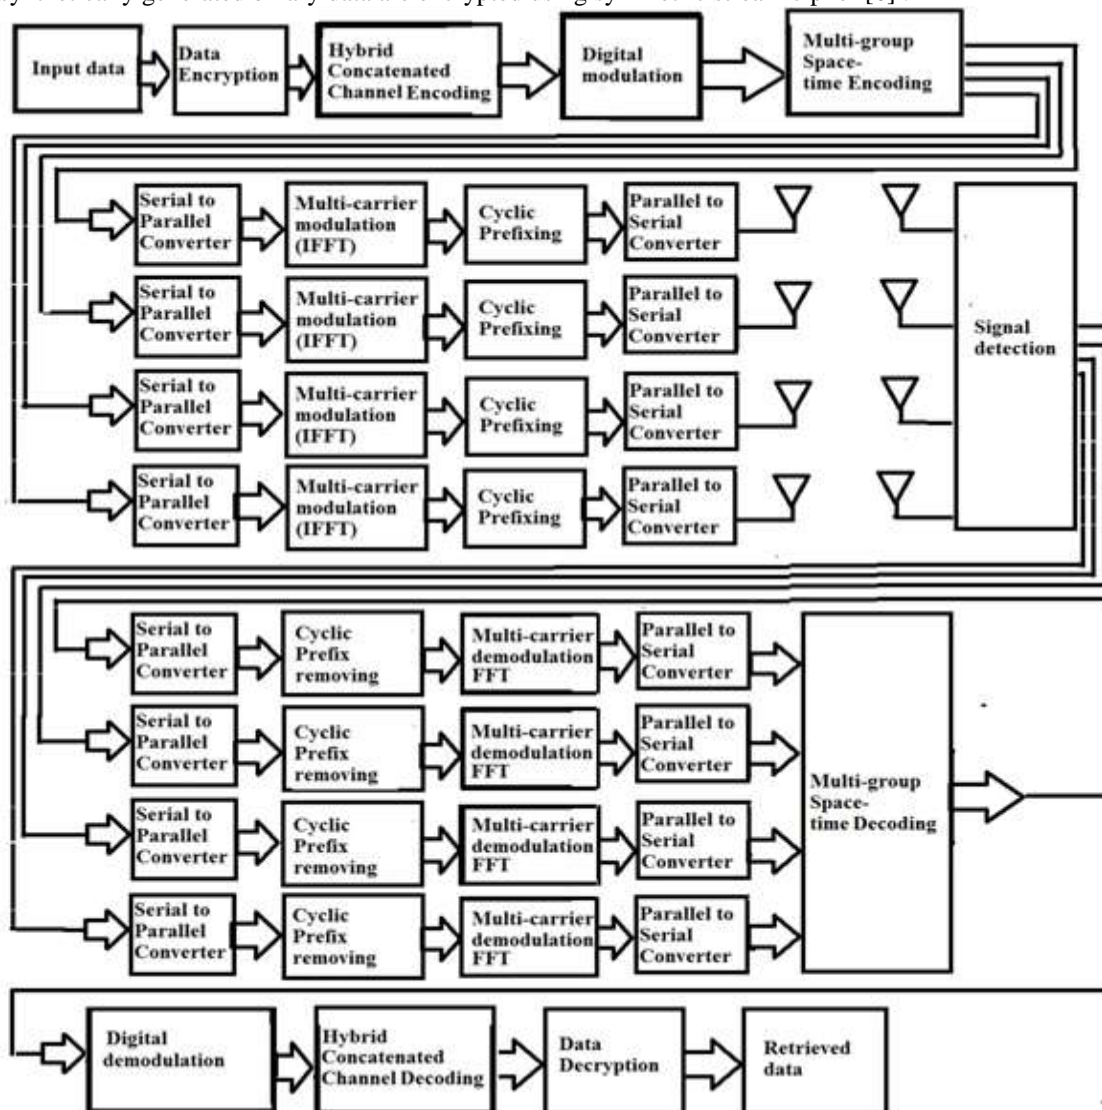 Input data
Data
Encryption
Hybrid
Concatenated
Channel Encoding
Digital
modulation
Multi-group
Space-
time Encoding
Serial to
Parallel
Converter
Multi-carrier
modulation
(IFFT)
Cyclic
Prefixing
Parallel to
Serial
Converter
Serial to
Parallel
Converter
Multi-carrier
modulation
(IFFT)
Cyclic
Prefixing
Parallel to
Serial
Converter
Serial to
Parallel
Converter
Multi-carrier
modulation
(IFFT)
Cyclic
Prefixing
Parallel to
Serial
Converter
Serial to
Parallel
Converter
Multi-carrier
modulation
(IFFT)
Cyclic
Prefixing
Parallel to
Serial
Converter
Signal
detection
Serial to
Parallel
Converter
Cyclic
Prefix
removing
Multi-carrier
demodulation
FFT
Parallel to
Serial
Converter
Serial to
Parallel
Converter
Cyclic
Prefix
removing
Multi-carrier
demodulation
FFT
Parallel to
Serial
Converter
Serial to
Parallel
Converter
Cyclic
Prefix
removing
Multi-carrier
demodulation
FFT
Parallel to
Serial
Converter
Serial to
Parallel
Converter
Cyclic
Prefix
removing
Multi-carrier
demodulation
FFT
Parallel to
Serial
Converter
Multi-group
Space-
time Decoding
Digital
demodulation
Hybrid
Concatenated
Channel Decoding
Data
Decryption
Retrieved
data